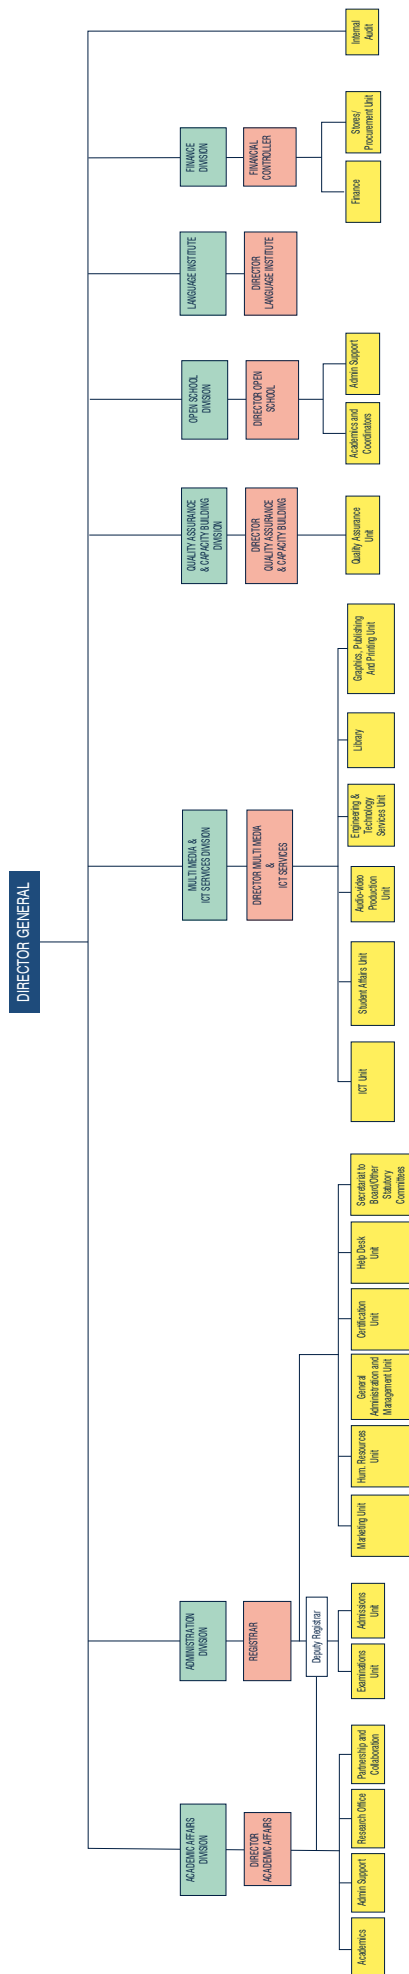 DIRECTOR GENERAL
ACADEMIC AFFAIRS
DIVISION
ADMINISTRATION
DIVISION
MULTI MEDIA &
ICT SERVICES DIVISION
QUALITY ASSURANCE
& CAPACITY BUILDING
DIVISION
OPEN SCHOOL
DIVISION
LANGUAGE INSTITUTE
FINANCE
DIVISION
DIRECTOR
ACADEMIC AFFAIRS
REGISTRAR
DIRECTOR MULTI MEDIA
&
ICT SERVICES
DIRECTOR
QUALITY ASSURANCE
& CAPACITY BUILDING
DIRECTOR OPEN
SCHOOL
DIRECTOR
LANGUAGE INSTITUTE
FINANCIAL
CONTROLLER
Deputy Registrar
Academics
Admin Support
Research Office
Partnership and
Collaboration
Examinations
Unit
Admissions
Unit
Marketing Unit
Hum. Resources
Unit
General
Administration and
Management Unit
Certification
Unit
Help Desk
Unit
Secretariat to
Board/Other
Statutory
Committees
ICT Unit
Student Affairs Unit
Audio-video
Production
Unit
Engineering &
Technology
Services Unit
Library
Graphics, Publishing
And Printing Unit
Quality Assurance
Unit
Academics and
Coordinators
Admin Support
Finance
Stores/
Procurement Unit
Internal
Audit